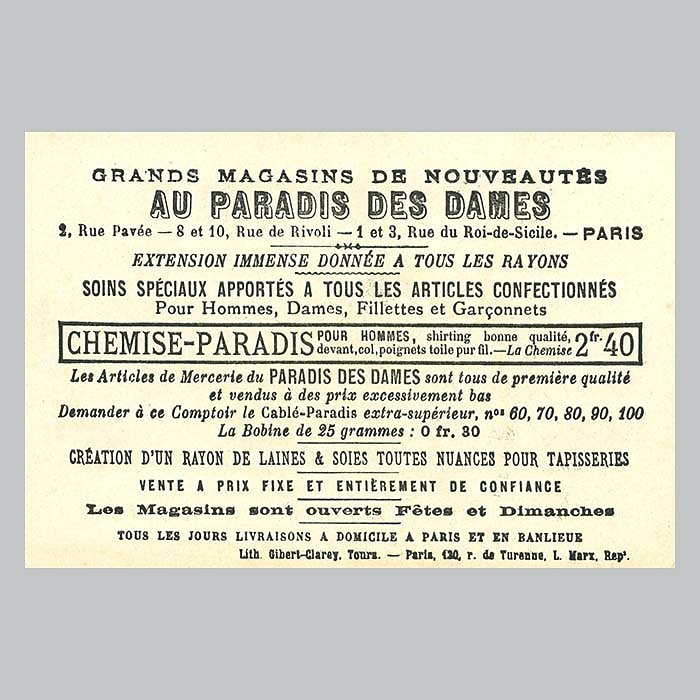 GRANDS MAGASINS DE NOUVEAUTÉS
AU PARADIS DES DAMES
2, Rue Pavée — 8 et 10, Rue de Rivoli — 1 et 3, Rue du Roi-de-Sicile. — PARIS
EXTENSION IMMENSE DONNÉE A TOUS LES RAYONS
SOINS SPÉCIAUX APPORTÉS A TOUS LES ARTICLES CONFECTIONNÉS
Pour Hommes, Dames, Fillettes et Garçonnets
CHEMISE-PARADIS POUR HOMMES, shirting bonne qualité, devant, col, poignets toile pur fil. — La Chemise 2 fr. 40
Les Articles de Mercerie du PARADIS DES DAMES sont tous de première qualité
et vendus à des prix excessivement bas
Demander à ce Comptoir le Cablé-Paradis extra-supérieur, nos 60, 70, 80, 90, 100
La Bobine de 25 grammes : 0 fr. 30
CRÉATION D'UN RAYON DE LAINES & SOIES TOUTES NUANCES POUR TAPISSERIES
VENTE A PRIX FIXE ET ENTIÈREMENT DE CONFIANCE
Les Magasins sont ouverts Fêtes et Dimanches
TOUS LES JOURS LIVRAISONS A DOMICILE A PARIS ET EN BANLIEUE
Lith. Gibert-Clarey, Tours. — Paris, 130, r. de Turenne, L. Marx, Rept.